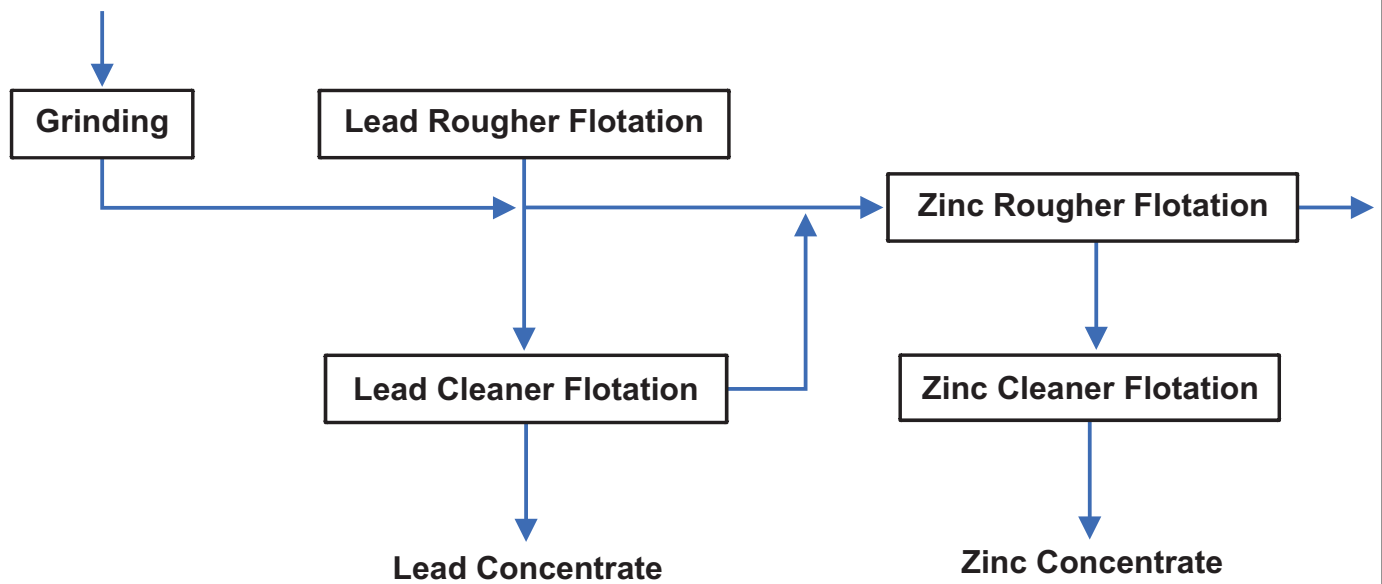 Grinding
Lead Rougher Flotation
Zinc Rougher Flotation
Lead Cleaner Flotation
Zinc Cleaner Flotation
Lead Concentrate
Zinc Concentrate